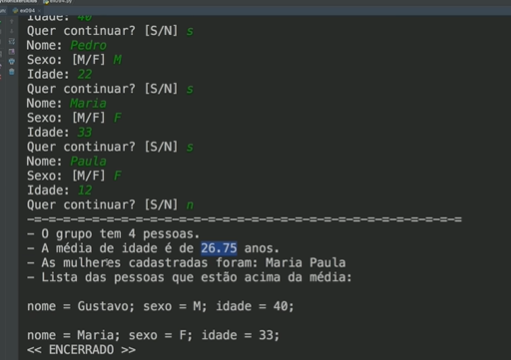 ex094
Idade: 40
Quer continuar? [S/N] s
Nome: Pedro
Sexo: [M/F] M
Idade: 22
Quer continuar? [S/N] s
Nome: Maria
Sexo: [M/F] F
Idade: 33
Quer continuar? [S/N] s
Nome: Paula
Sexo: [M/F] F
Idade: 12
Quer continuar? [S/N] n
-=-=-=-=-=-=-=-=-=-=-=-=-=-=-=-=-=-=-=-=-=-=-=-=-=-=-=-=-=-=
- O grupo tem 4 pessoas.
- A média de idade é de 26.75 anos.
- As mulheres cadastradas foram: Maria Paula
- Lista das pessoas que estão acima da média:
nome = Gustavo; sexo = M; idade = 40;
nome = Maria; sexo = F; idade = 33;
<< ENCERRADO >>